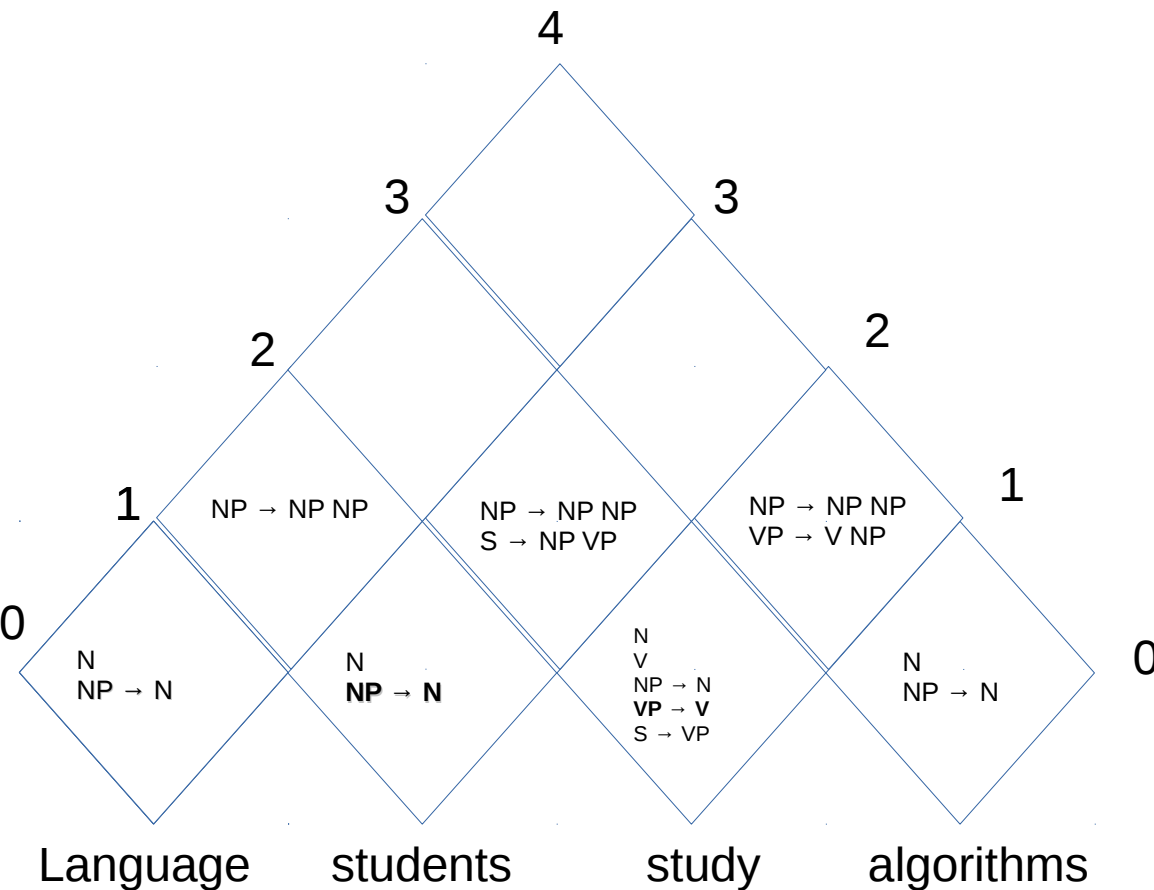 4
3
3
2
2
1
1
0
0
NP → NP NP
NP → NP NP
S → NP VP
NP → NP NP
VP → V NP
N
NP → N
N
NP → N
N
V
NP → N
VP → V
S → VP
N
NP → N
Language
students
study
algorithms